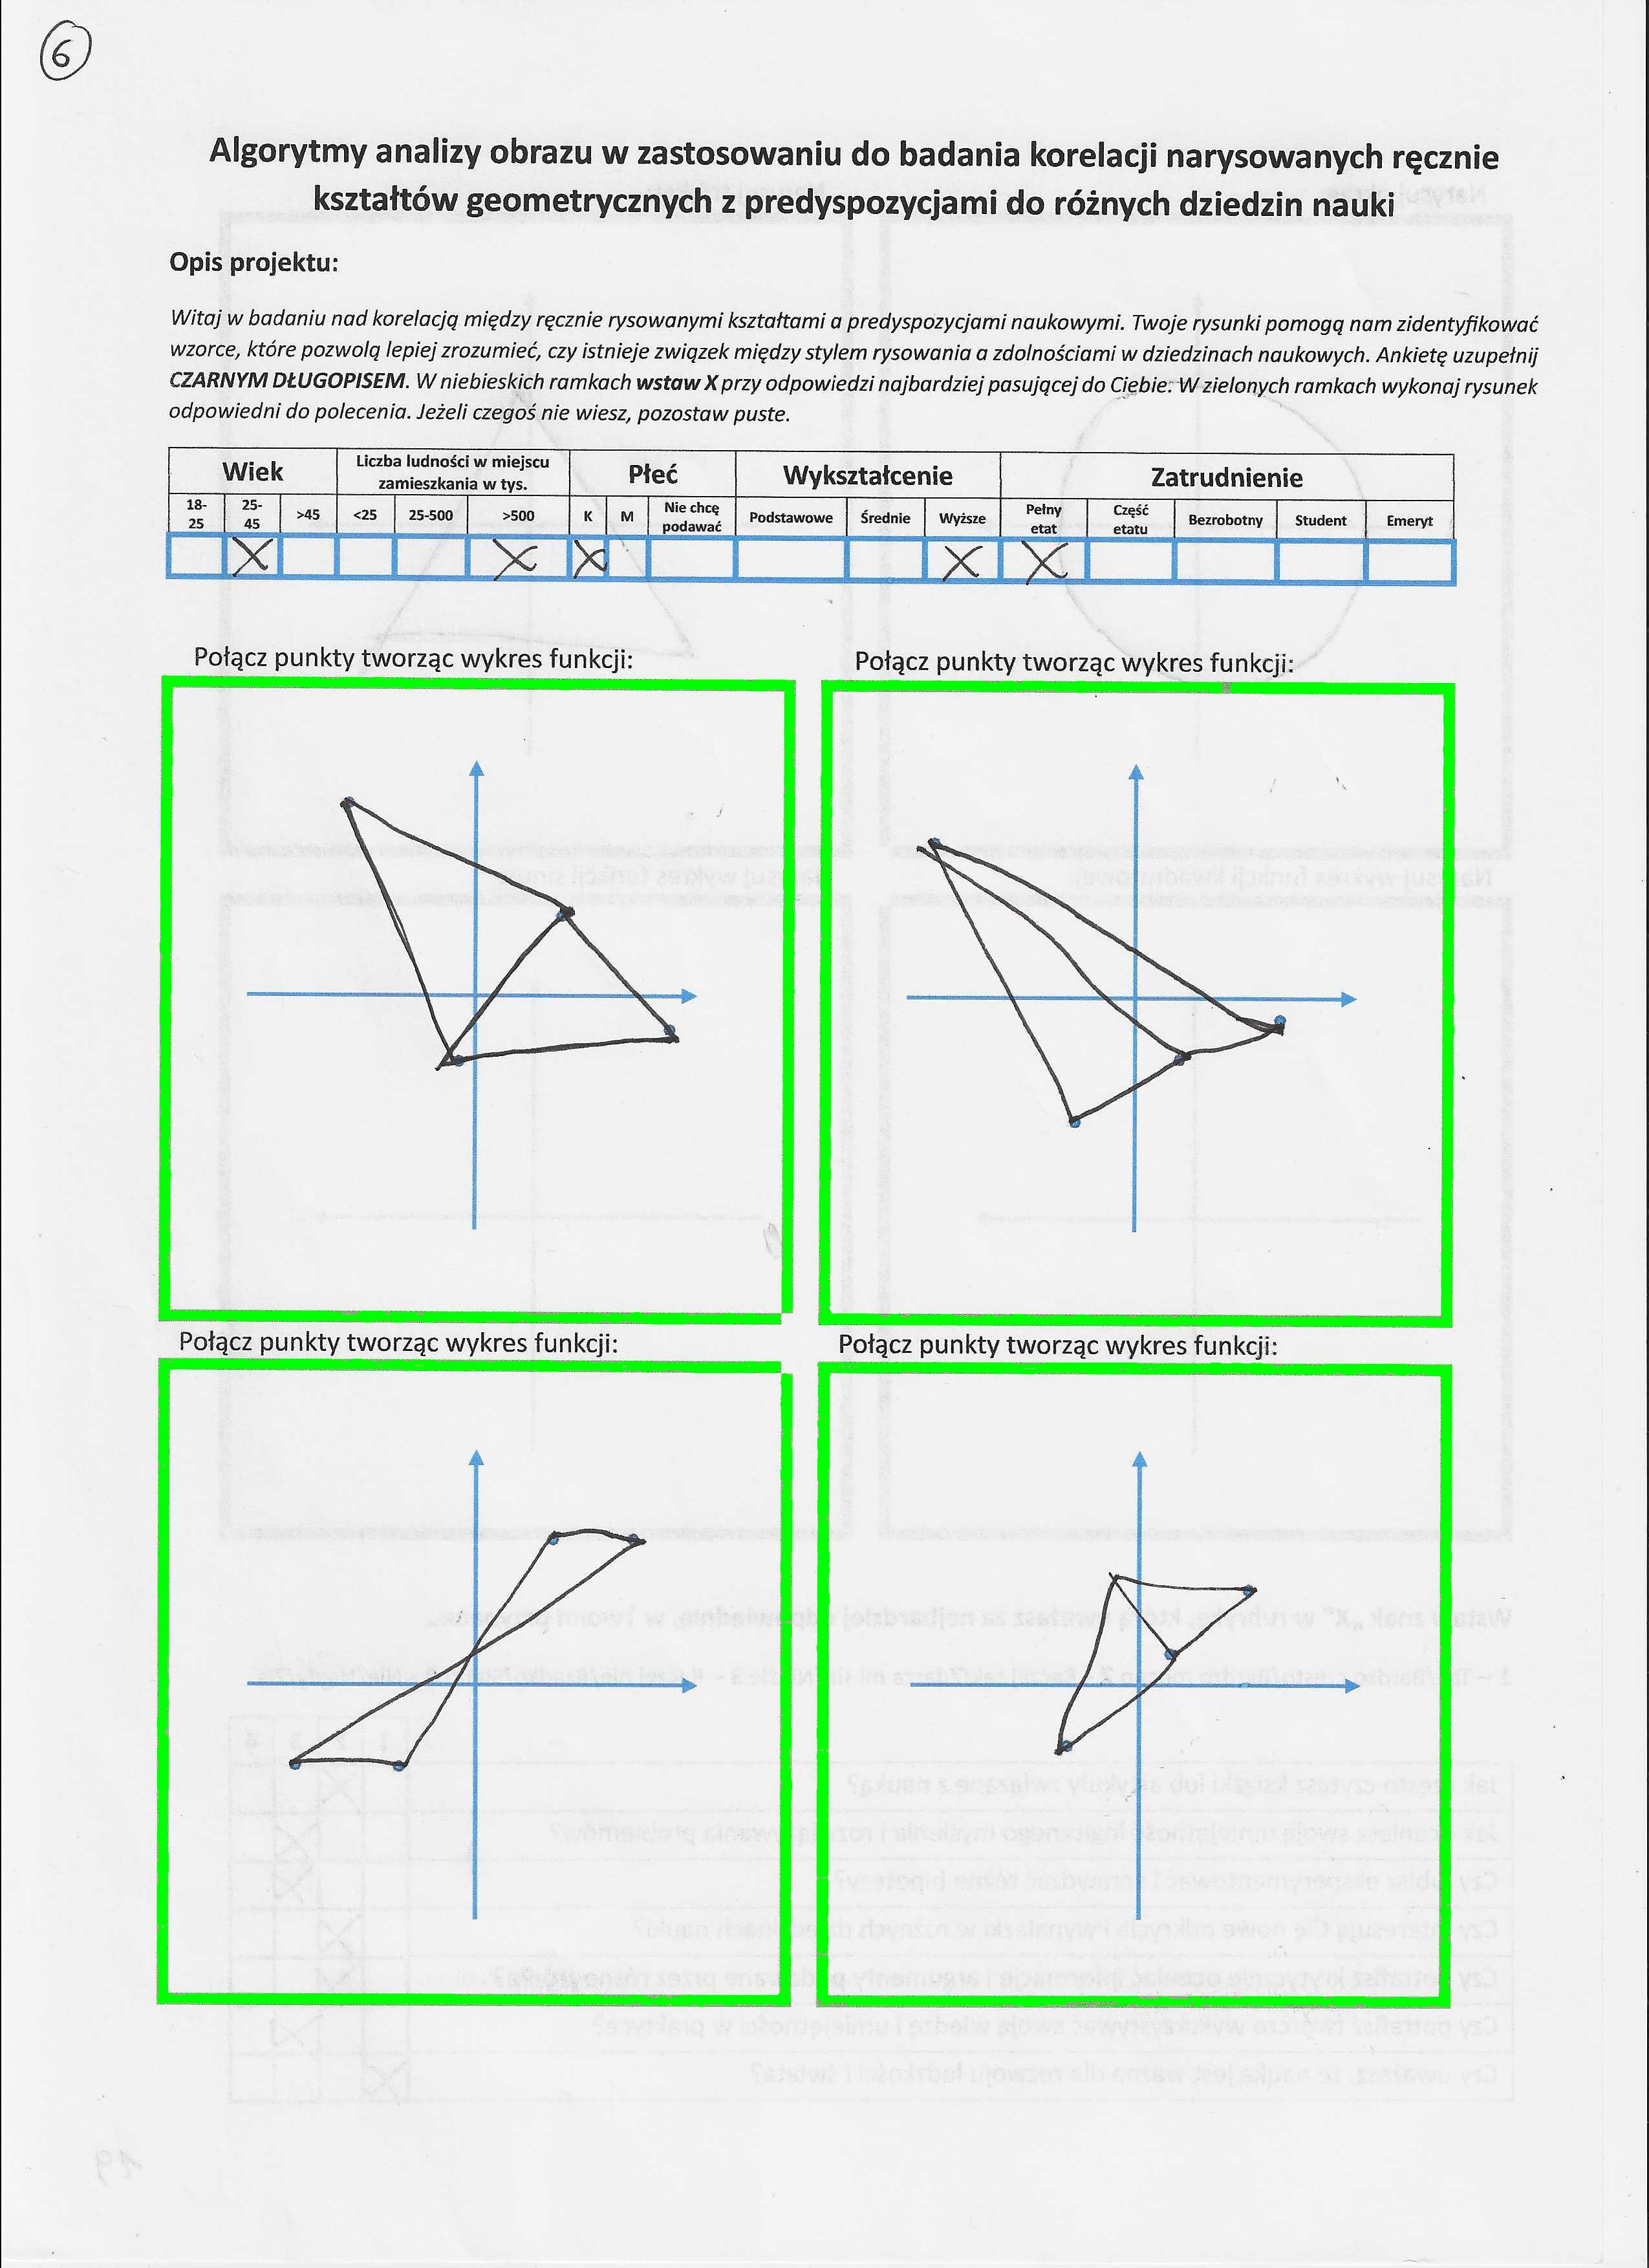 6
Algorytmy analizy obrazu w zastosowaniu do badania korelacji narysowanych ręcznie
kształtów geometrycznych z predyspozycjami do różnych dziedzin nauki
Opis projektu:
Witaj w badaniu nad korelacją między ręcznie rysowanymi kształtami a predyspozycjami naukowymi. Twoje rysunki pomogą nam zidentyfikować
wzorce, które pozwolą lepiej zrozumieć, czy istnieje związek między stylem rysowania a zdolnościami w dziedzinach naukowych. Ankietę uzupełnij
CZARNYM DŁUGOPISEM. W niebieskich ramkach wstaw X przy odpowiedzi najbardziej pasującej do Ciebie. W zielonych ramkach wykonaj rysunek
odpowiedni do polecenia. Jeżeli czegoś nie wiesz, pozostaw puste.
Wiek Liczba ludności w miejscu zamieszkania w tys. Płeć Wykształcenie Zatrudnienie
18-25 25-45 >45 <25 25-500 >500 K M Nie chcę podawać Podstawowe Średnie Wyższe Pełny etat Część etatu Bezrobotny Student Emeryt
X X X X X
Połącz punkty tworząc wykres funkcji: Połącz punkty tworząc wykres funkcji:
Połącz punkty tworząc wykres funkcji: Połącz punkty tworząc wykres funkcji: